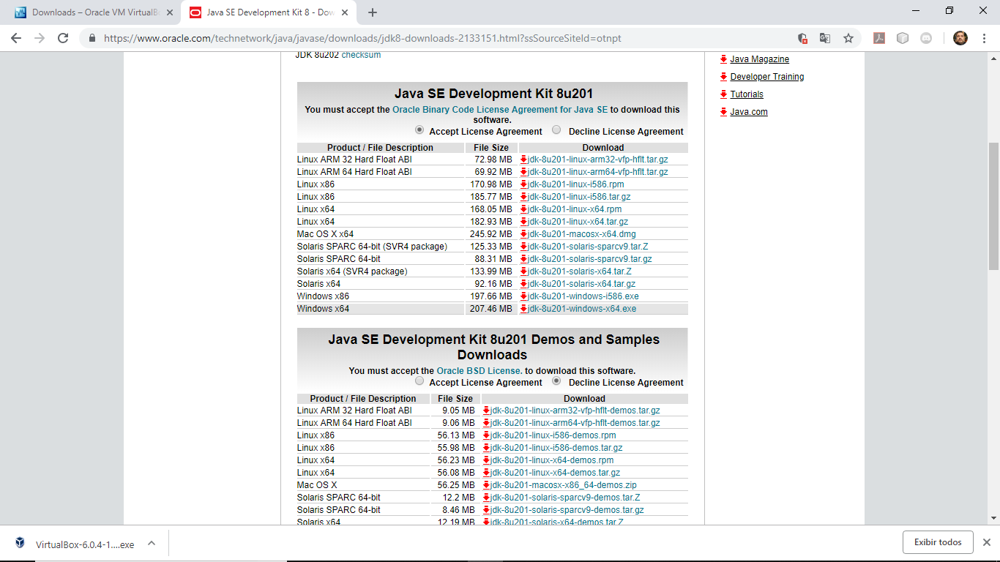 Downloads – Oracle VM VirtualB
Java SE Development Kit 8 - Dow
https://www.oracle.com/technetwork/java/javase/downloads/jdk8-downloads-2133151.html?ssSourceSiteId=otnpt
JDK 8u202 checksum
Java Magazine
Developer Training
Tutorials
Java.com
Java SE Development Kit 8u201
You must accept the Oracle Binary Code License Agreement for Java SE to download this
software.
Accept License Agreement Decline License Agreement
Product / File Description File Size Download
Linux ARM 32 Hard Float ABI 72.98 MB jdk-8u201-linux-arm32-vfp-hflt.tar.gz
Linux ARM 64 Hard Float ABI 69.92 MB jdk-8u201-linux-arm64-vfp-hflt.tar.gz
Linux x86 170.98 MB jdk-8u201-linux-i586.rpm
Linux x86 185.77 MB jdk-8u201-linux-i586.tar.gz
Linux x64 168.05 MB jdk-8u201-linux-x64.rpm
Linux x64 182.93 MB jdk-8u201-linux-x64.tar.gz
Mac OS X x64 245.92 MB jdk-8u201-macosx-x64.dmg
Solaris SPARC 64-bit (SVR4 package) 125.33 MB jdk-8u201-solaris-sparcv9.tar.Z
Solaris SPARC 64-bit 88.31 MB jdk-8u201-solaris-sparcv9.tar.gz
Solaris x64 (SVR4 package) 133.99 MB jdk-8u201-solaris-x64.tar.Z
Solaris x64 92.16 MB jdk-8u201-solaris-x64.tar.gz
Windows x86 197.66 MB jdk-8u201-windows-i586.exe
Windows x64 207.46 MB jdk-8u201-windows-x64.exe
Java SE Development Kit 8u201 Demos and Samples
Downloads
You must accept the Oracle BSD License. to download this software.
Accept License Agreement Decline License Agreement
Product / File Description File Size Download
Linux ARM 32 Hard Float ABI 9.05 MB jdk-8u201-linux-arm32-vfp-hflt-demos.tar.gz
Linux ARM 64 Hard Float ABI 9.06 MB jdk-8u201-linux-arm64-vfp-hflt-demos.tar.gz
Linux x86 56.13 MB jdk-8u201-linux-i586-demos.rpm
Linux x86 55.98 MB jdk-8u201-linux-i586-demos.tar.gz
Linux x64 56.23 MB jdk-8u201-linux-x64-demos.rpm
Linux x64 56.08 MB jdk-8u201-linux-x64-demos.tar.gz
Mac OS X 56.25 MB jdk-8u201-macosx-x86_64-demos.zip
Solaris SPARC 64-bit 12.2 MB jdk-8u201-solaris-sparcv9-demos.tar.Z
Solaris SPARC 64-bit 8.46 MB jdk-8u201-solaris-sparcv9-demos.tar.gz
Solaris x64 12.19 MB jdk-8u201-solaris-x64-demos.tar.Z
VirtualBox-6.0.4-1....exe
Exibir todos